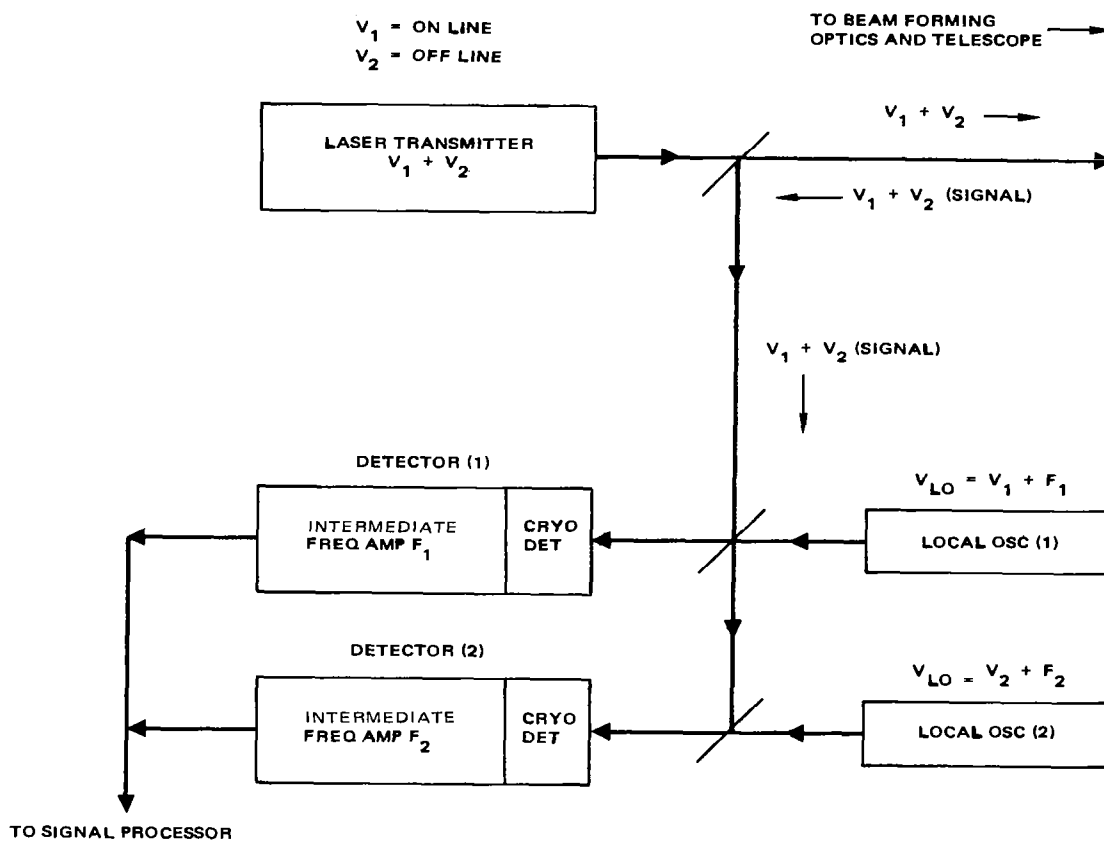 V1 = ON LINE
V2 = OFF LINE
TO BEAM FORMING
OPTICS AND TELESCOPE
LASER TRANSMITTER
V1 + V2
V1 + V2
V1 + V2 (SIGNAL)
V1 + V2 (SIGNAL)
DETECTOR (1)
INTERMEDIATE
FREQ AMP F1
CRYO
DET
VLO = V1 + F1
LOCAL OSC (1)
DETECTOR (2)
INTERMEDIATE
FREQ AMP F2
CRYO
DET
VLO = V2 + F2
LOCAL OSC (2)
TO SIGNAL PROCESSOR